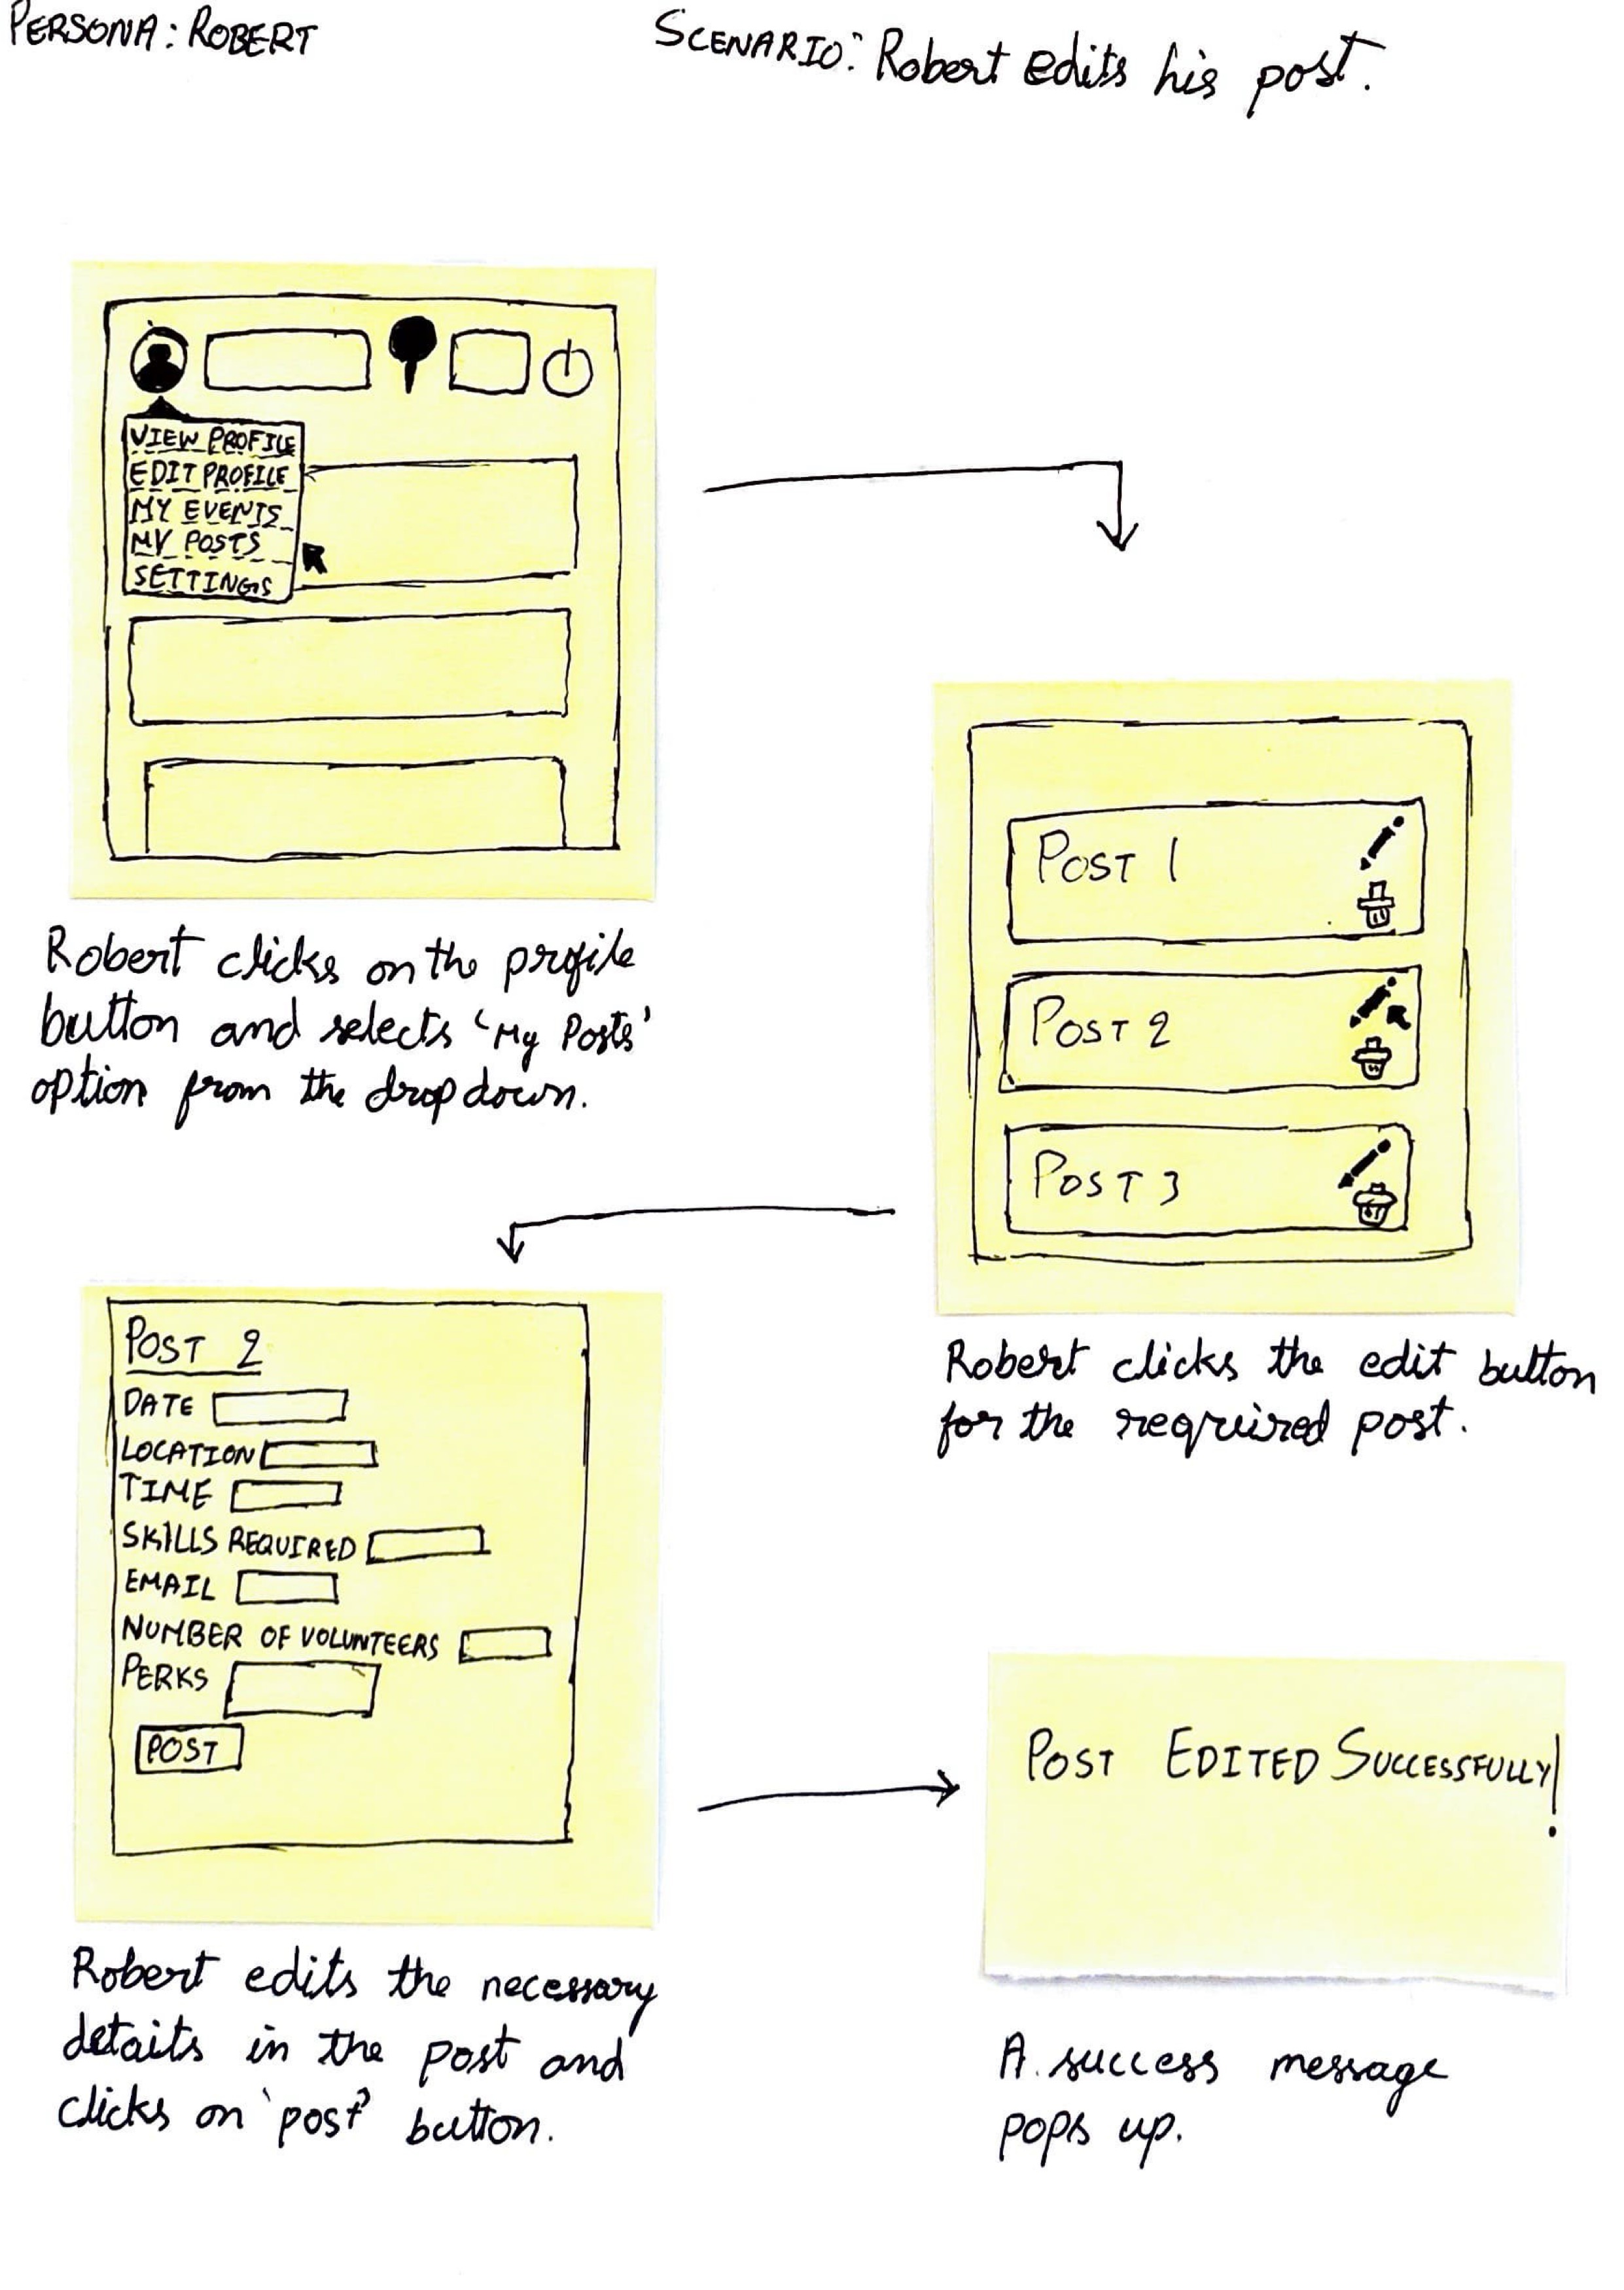 PERSONA: ROBERT
SCENARIO: Robert edits his post.
VIEW PROFILE
EDIT PROFILE
MY EVENTS
MY POSTS
SETTINGS
Robert clicks on the profile
button and selects 'My Posts'
option from the dropdown.
POST 1
POST 2
POST 3
Robert clicks the edit button
for the required post.
POST 2
DATE
LOCATION
TIME
SKILLS REQUIRED
EMAIL
NUMBER OF VOLUNTEERS
PERKS
POST
Robert edits the necessary
details in the post and
clicks on 'post' button.
POST EDITED SUCCESSFULLY!
A success message
pops up.